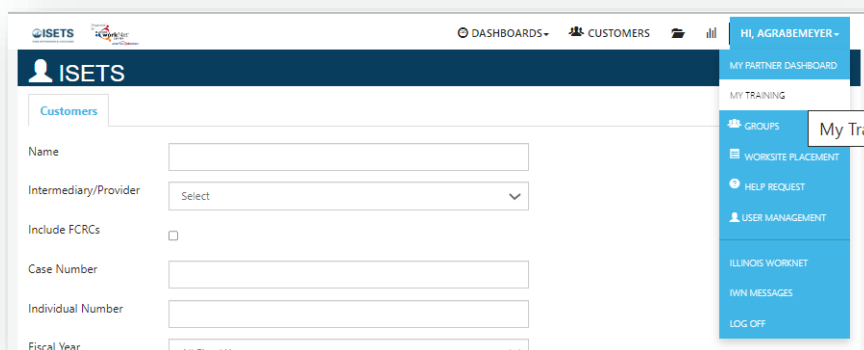 ISETS
workNet
DASHBOARDS
CUSTOMERS
HI, AGRABEMEYER
ISETS
MY PARTNER DASHBOARD
MY TRAINING
GROUPS
My Tra
WORKSITE PLACEMENT
HELP REQUEST
USER MANAGEMENT
ILLINOIS WORKNET
IWN MESSAGES
LOG OFF
Customers
Name
Intermediary/Provider
Select
Include FCRCs
Case Number
Individual Number
Fiscal Year